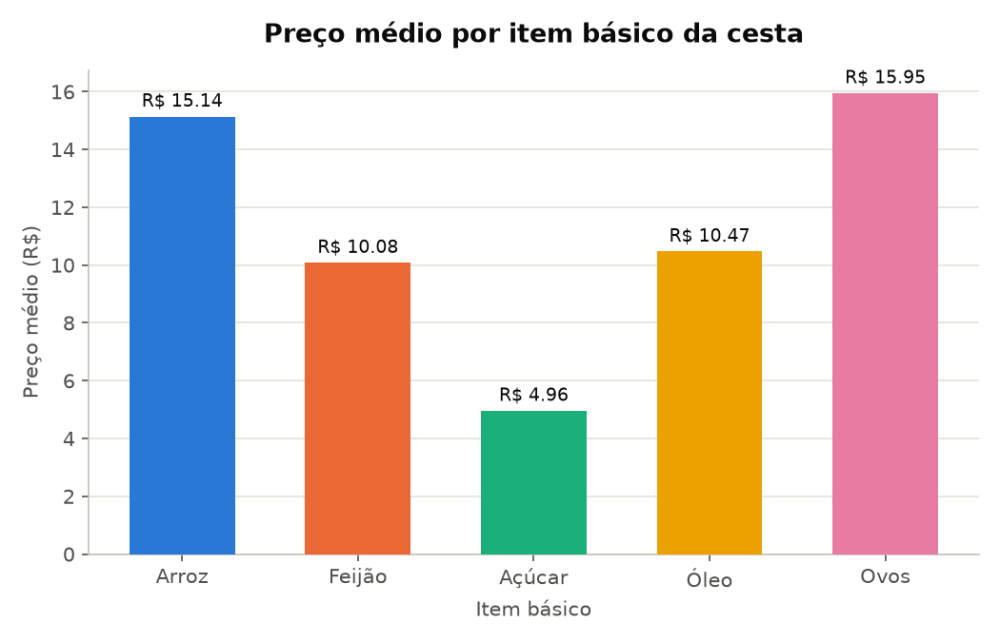 Preço médio por item básico da cesta
Preço médio (R$)
16
14
12
10
8
6
4
2
0
R$ 15.14
R$ 10.08
R$ 4.96
R$ 10.47
R$ 15.95
Arroz
Feijão
Açúcar
Óleo
Ovos
Item básico